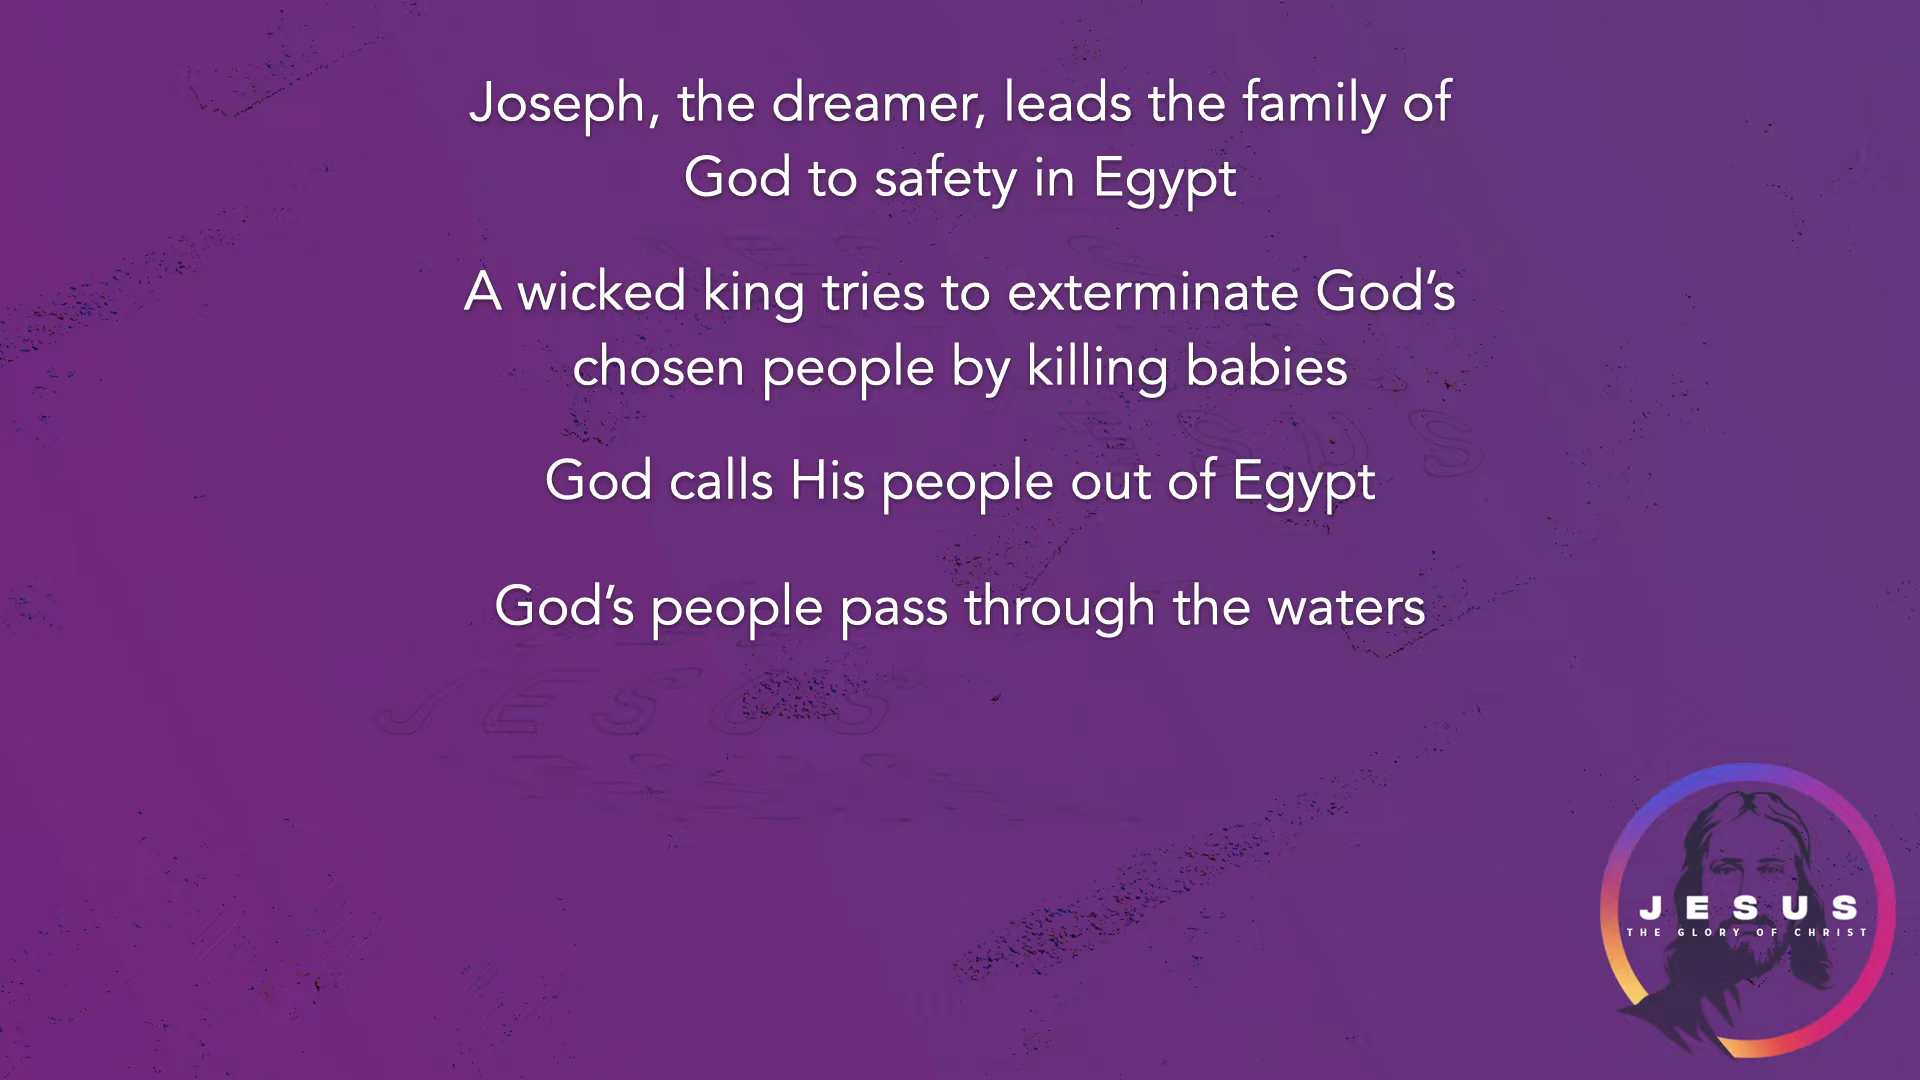 Joseph, the dreamer, leads the family of
God to safety in Egypt
A wicked king tries to exterminate God’s
chosen people by killing babies
God calls His people out of Egypt
God’s people pass through the waters
JESUS
JESUS
THE GLORY OF CHRIST